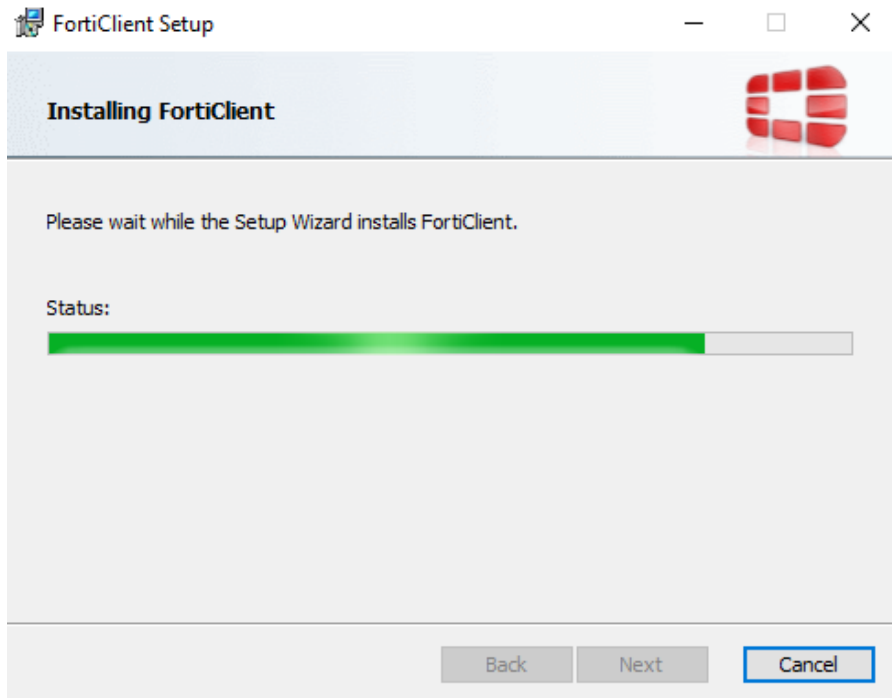 FortiClient Setup
Installing FortiClient
Please wait while the Setup Wizard installs FortiClient.
Status:
Back Next Cancel